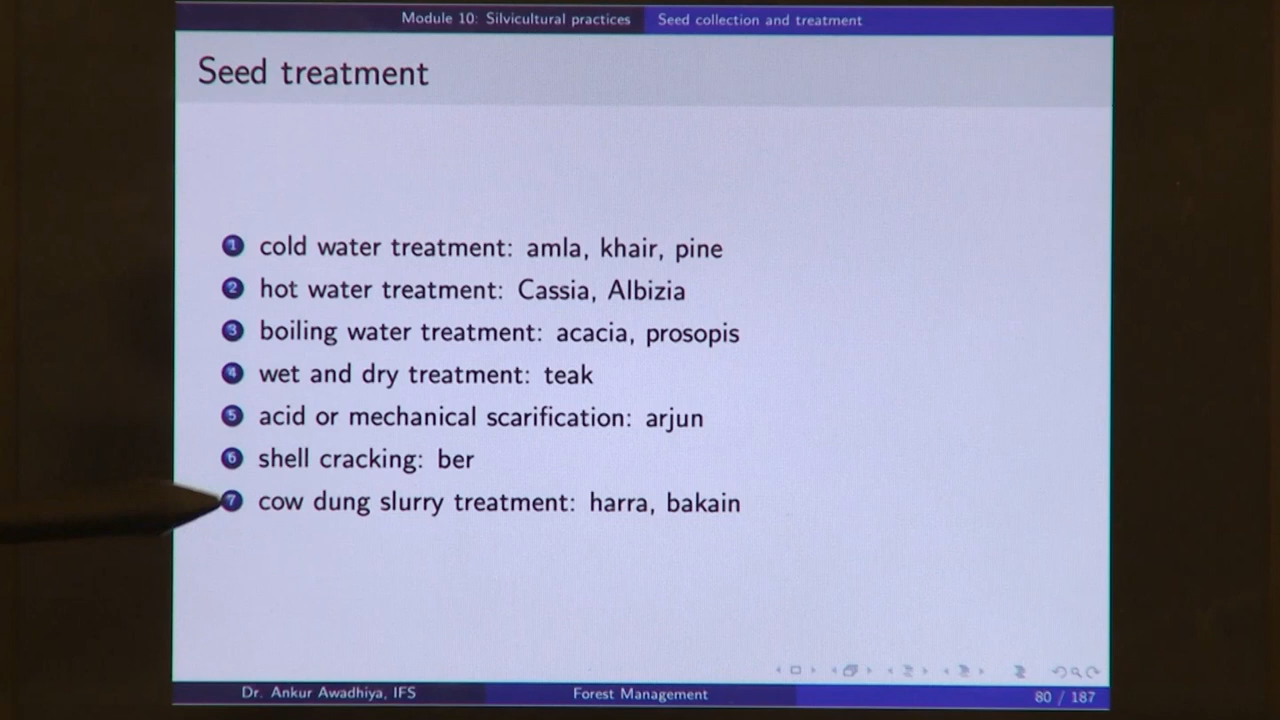 Module 10: Silvicultural practices Seed collection and treatment
Seed treatment
1 cold water treatment: amla, khair, pine
2 hot water treatment: Cassia, Albizia
3 boiling water treatment: acacia, prosopis
4 wet and dry treatment: teak
5 acid or mechanical scarification: arjun
6 shell cracking: ber
7 cow dung slurry treatment: harra, bakain
Dr. Ankur Awadhiya, IFS Forest Management 80 / 187